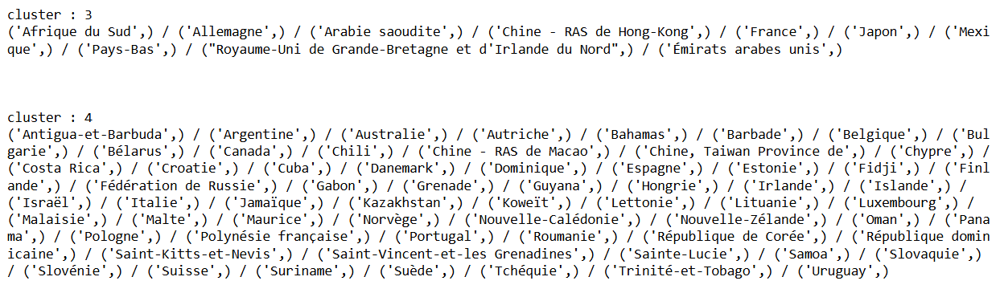 cluster : 3
('Afrique du Sud',) / ('Allemagne',) / ('Arabie saoudite',) / ('Chine - RAS de Hong-Kong',) / ('France',) / ('Japon',) / ('Mexi
que',) / ('Pays-Bas',) / ("Royaume-Uni de Grande-Bretagne et d'Irlande du Nord",) / ('Émirats arabes unis',)
cluster : 4
('Antigua-et-Barbuda',) / ('Argentine',) / ('Australie',) / ('Autriche',) / ('Bahamas',) / ('Barbade',) / ('Belgique',) / ('Bul
garie',) / ('Bélarus',) / ('Canada',) / ('Chili',) / ('Chine - RAS de Macao',) / ('Chine, Taiwan Province de',) / ('Chypre',) /
('Costa Rica',) / ('Croatie',) / ('Cuba',) / ('Danemark',) / ('Dominique',) / ('Espagne',) / ('Estonie',) / ('Fidji',) / ('Finl
ande',) / ('Fédération de Russie',) / ('Gabon',) / ('Grenade',) / ('Guyana',) / ('Hongrie',) / ('Irlande',) / ('Islande',) /
('Israël',) / ('Italie',) / ('Jamaïque',) / ('Kazakhstan',) / ('Koweït',) / ('Lettonie',) / ('Lituanie',) / ('Luxembourg',) /
('Malaisie',) / ('Malte',) / ('Maurice',) / ('Norvège',) / ('Nouvelle-Calédonie',) / ('Nouvelle-Zélande',) / ('Oman',) / ('Pana
ma',) / ('Pologne',) / ('Polynésie française',) / ('Portugal',) / ('Roumanie',) / ('République de Corée',) / ('République domin
icaine',) / ('Saint-Kitts-et-Nevis',) / ('Saint-Vincent-et-les Grenadines',) / ('Sainte-Lucie',) / ('Samoa',) / ('Slovaquie',)
/ ('Slovénie',) / ('Suisse',) / ('Suriname',) / ('Suède',) / ('Tchéquie',) / ('Trinité-et-Tobago',) / ('Uruguay',)